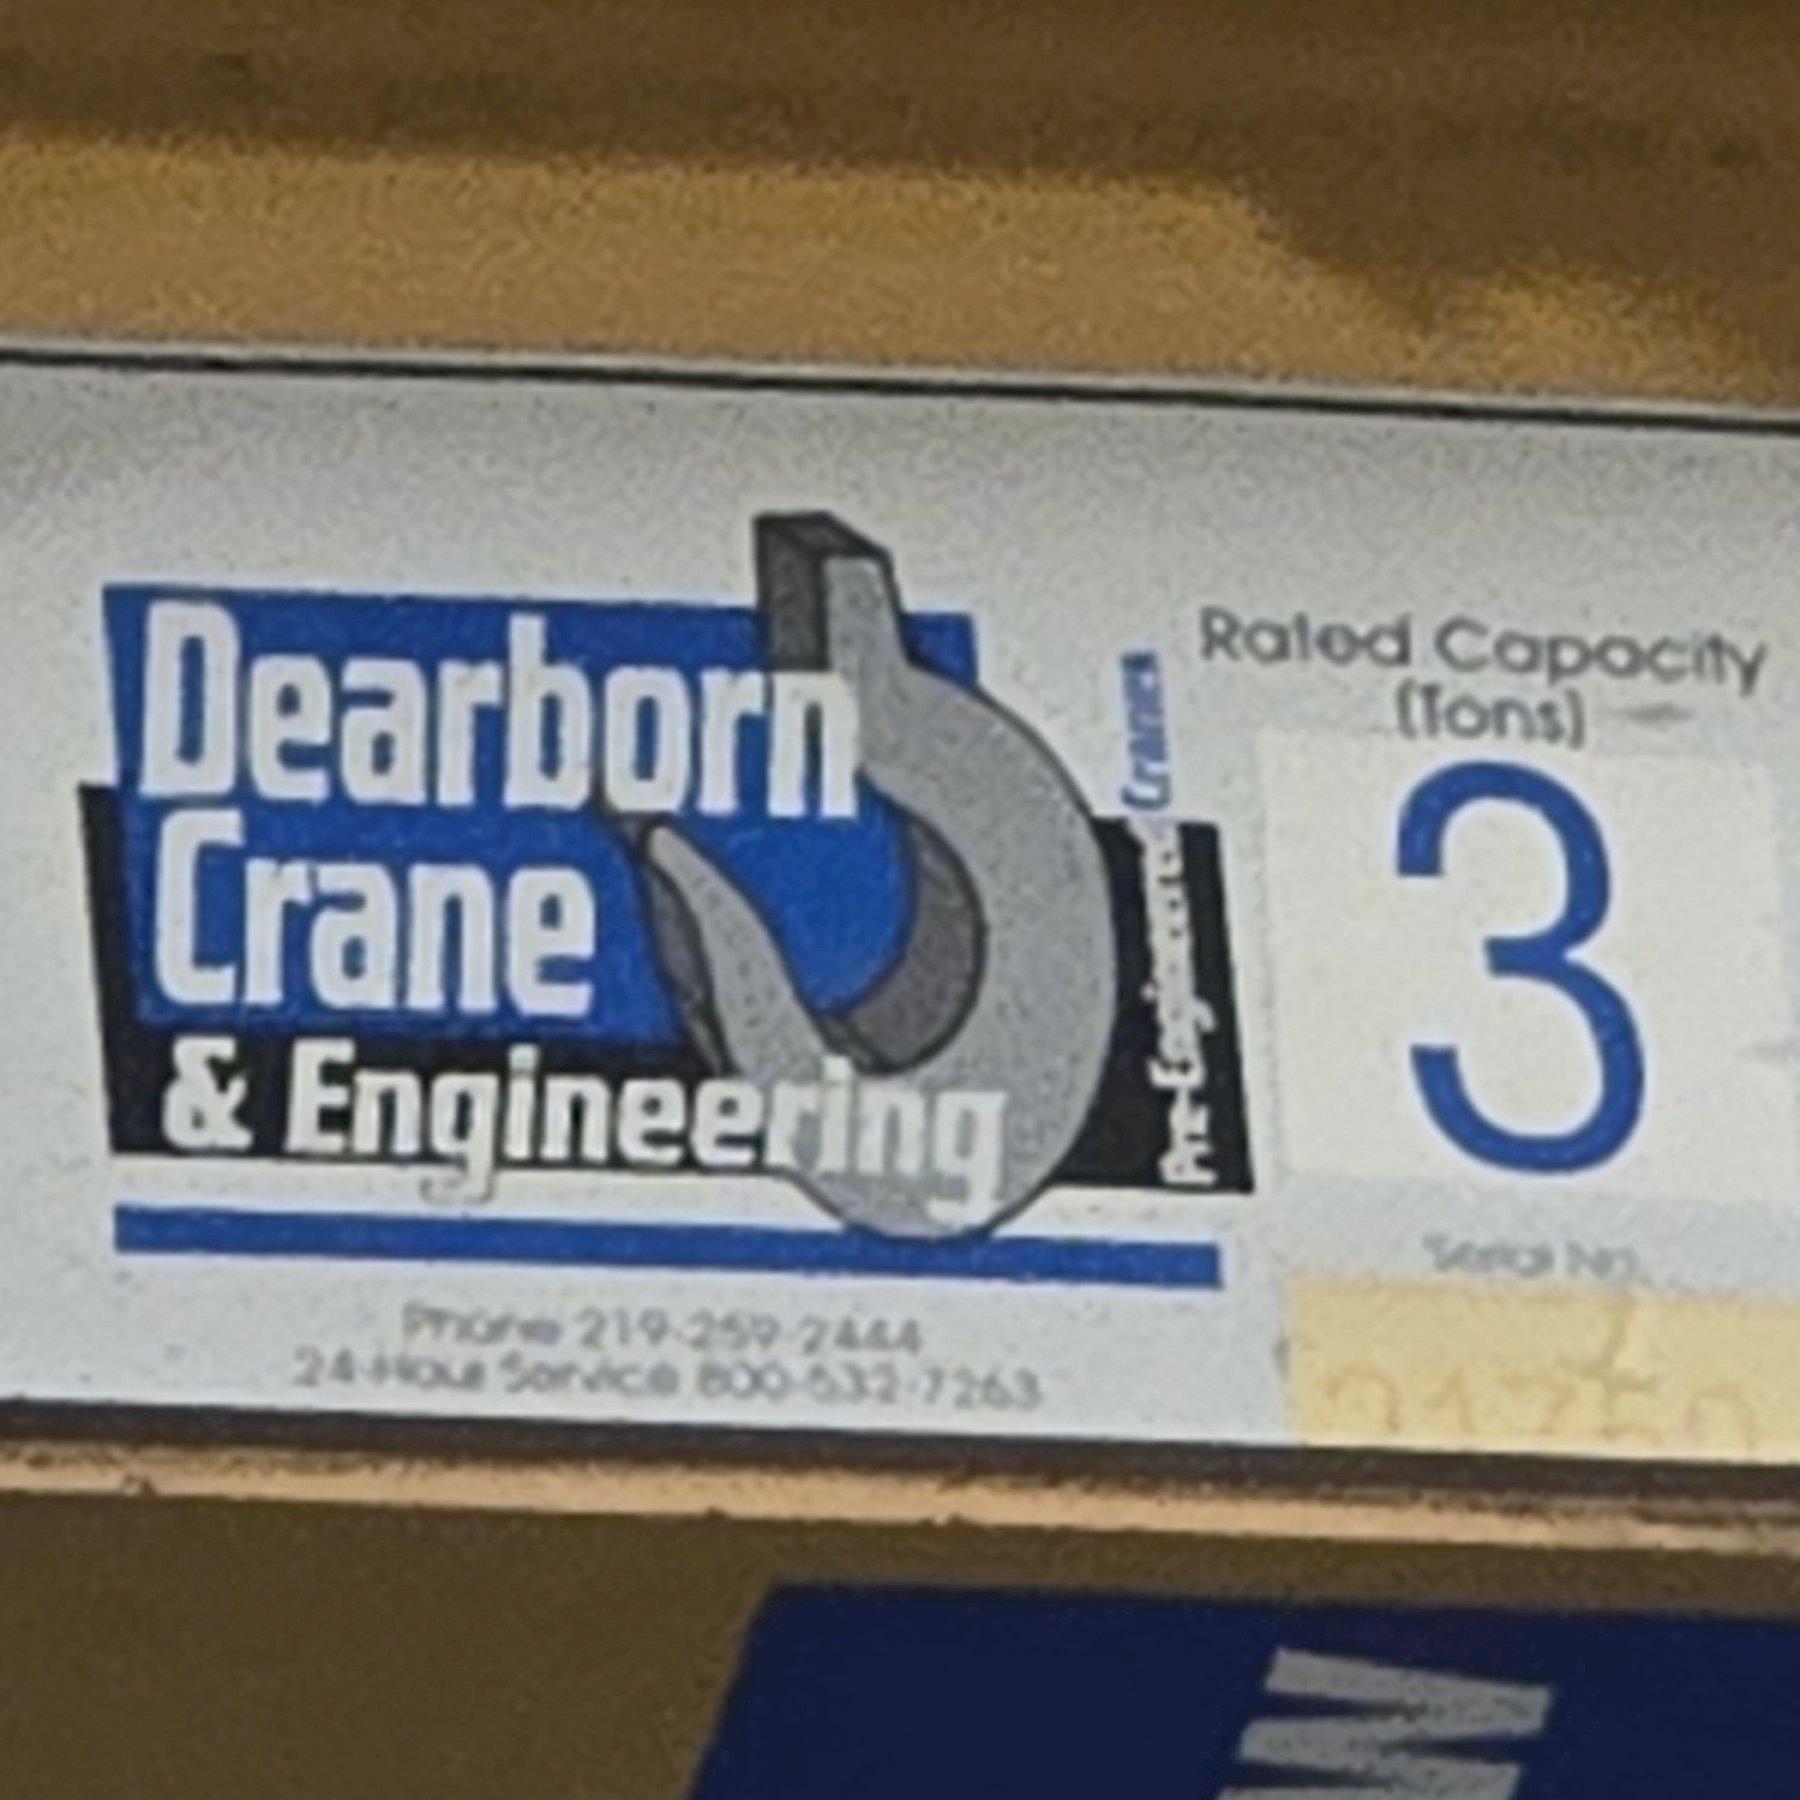 Dearborn
Crane
& Engineering
Pre-Engineered Cranes
Phone 219-259-2444
24-Hour Service 800-532-7263
Rated Capacity
(Tons)
3
Serial No.